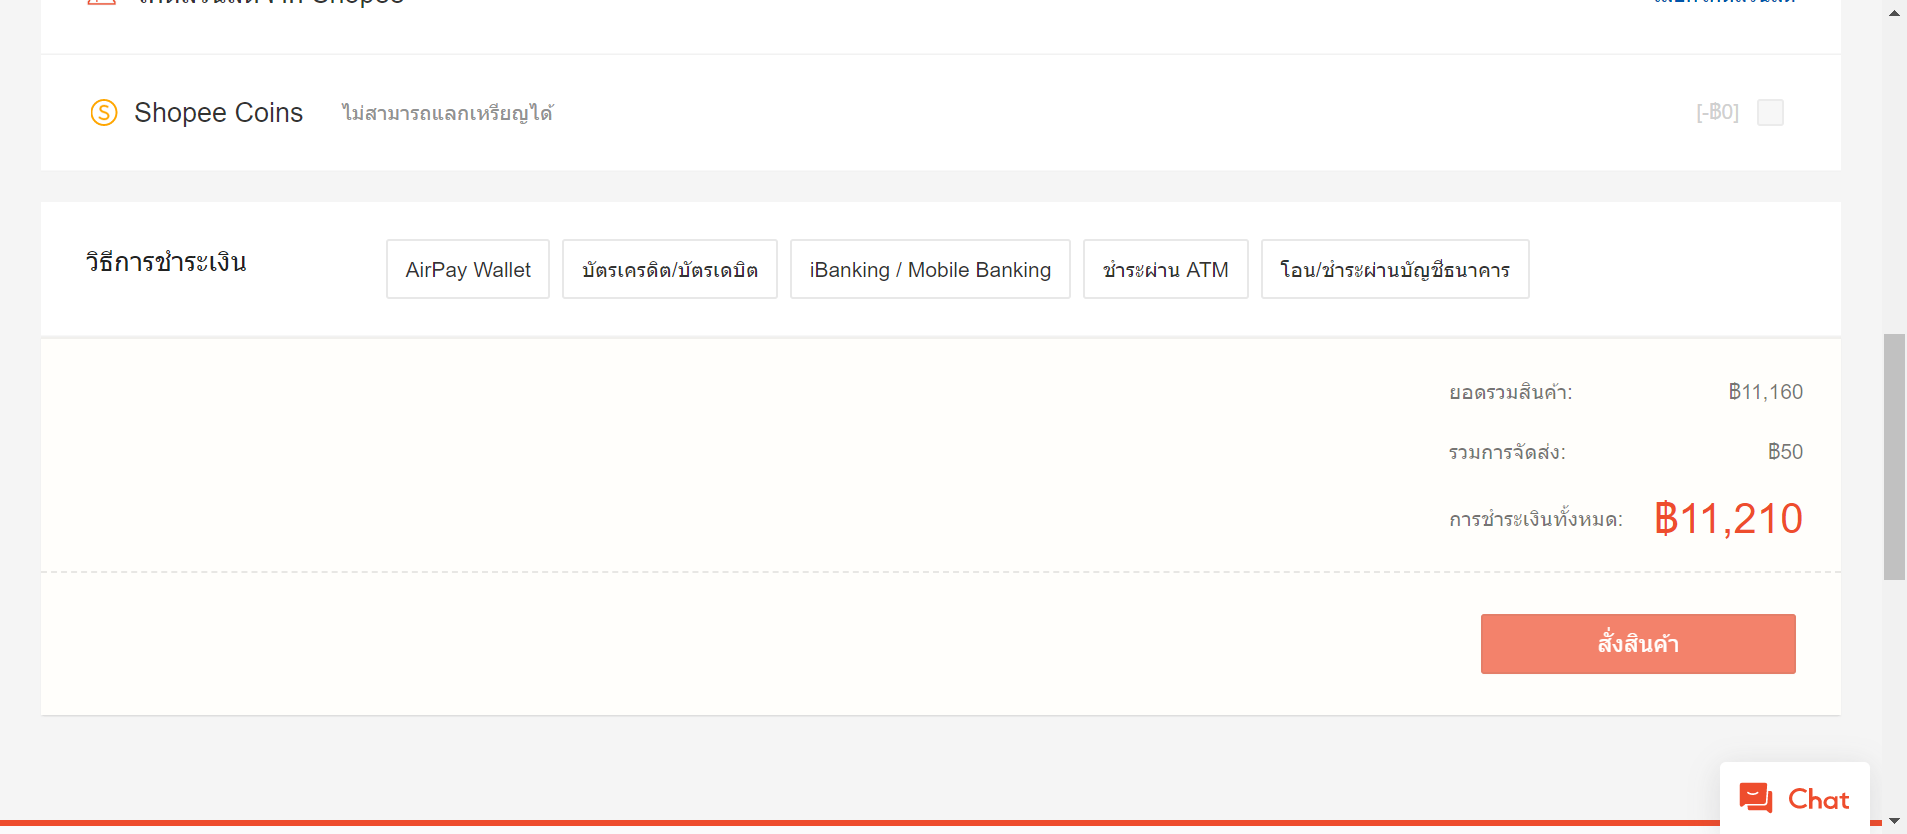 Shopee Coins ไม่สามารถแลกเหรียญได้ [-฿0]
วิธีการชำระเงิน AirPay Wallet บัตรเครดิต/บัตรเดบิต iBanking / Mobile Banking ชำระผ่าน ATM โอน/ชำระผ่านบัญชีธนาคาร
ยอดรวมสินค้า: ฿11,160
รวมการจัดส่ง: ฿50
การชำระเงินทั้งหมด: ฿11,210
สั่งสินค้า
Chat